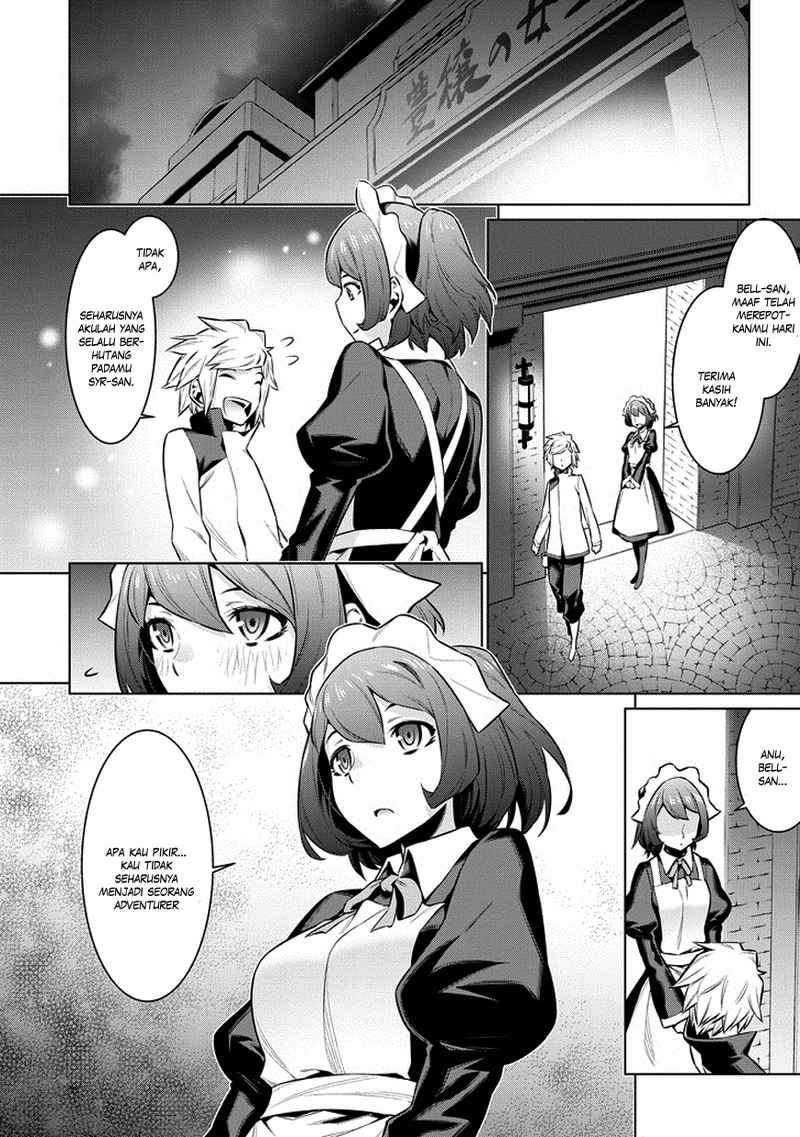 豊穣の女主
BELL-SAN,
MAAF TELAH
MEREPOT-
KANMU HARI
INI.
TERIMA
KASIH
BANYAK!
TIDAK
APA,
SEHARUSNYA
AKULAH YANG
SELALU BER-
HUTANG
PADAMU
SYR-SAN.
ANU,
BELL-
SAN...
APA KAU PIKIR...
KAU TIDAK
SEHARUSNYA
MENJADI SEORANG
ADVENTURER